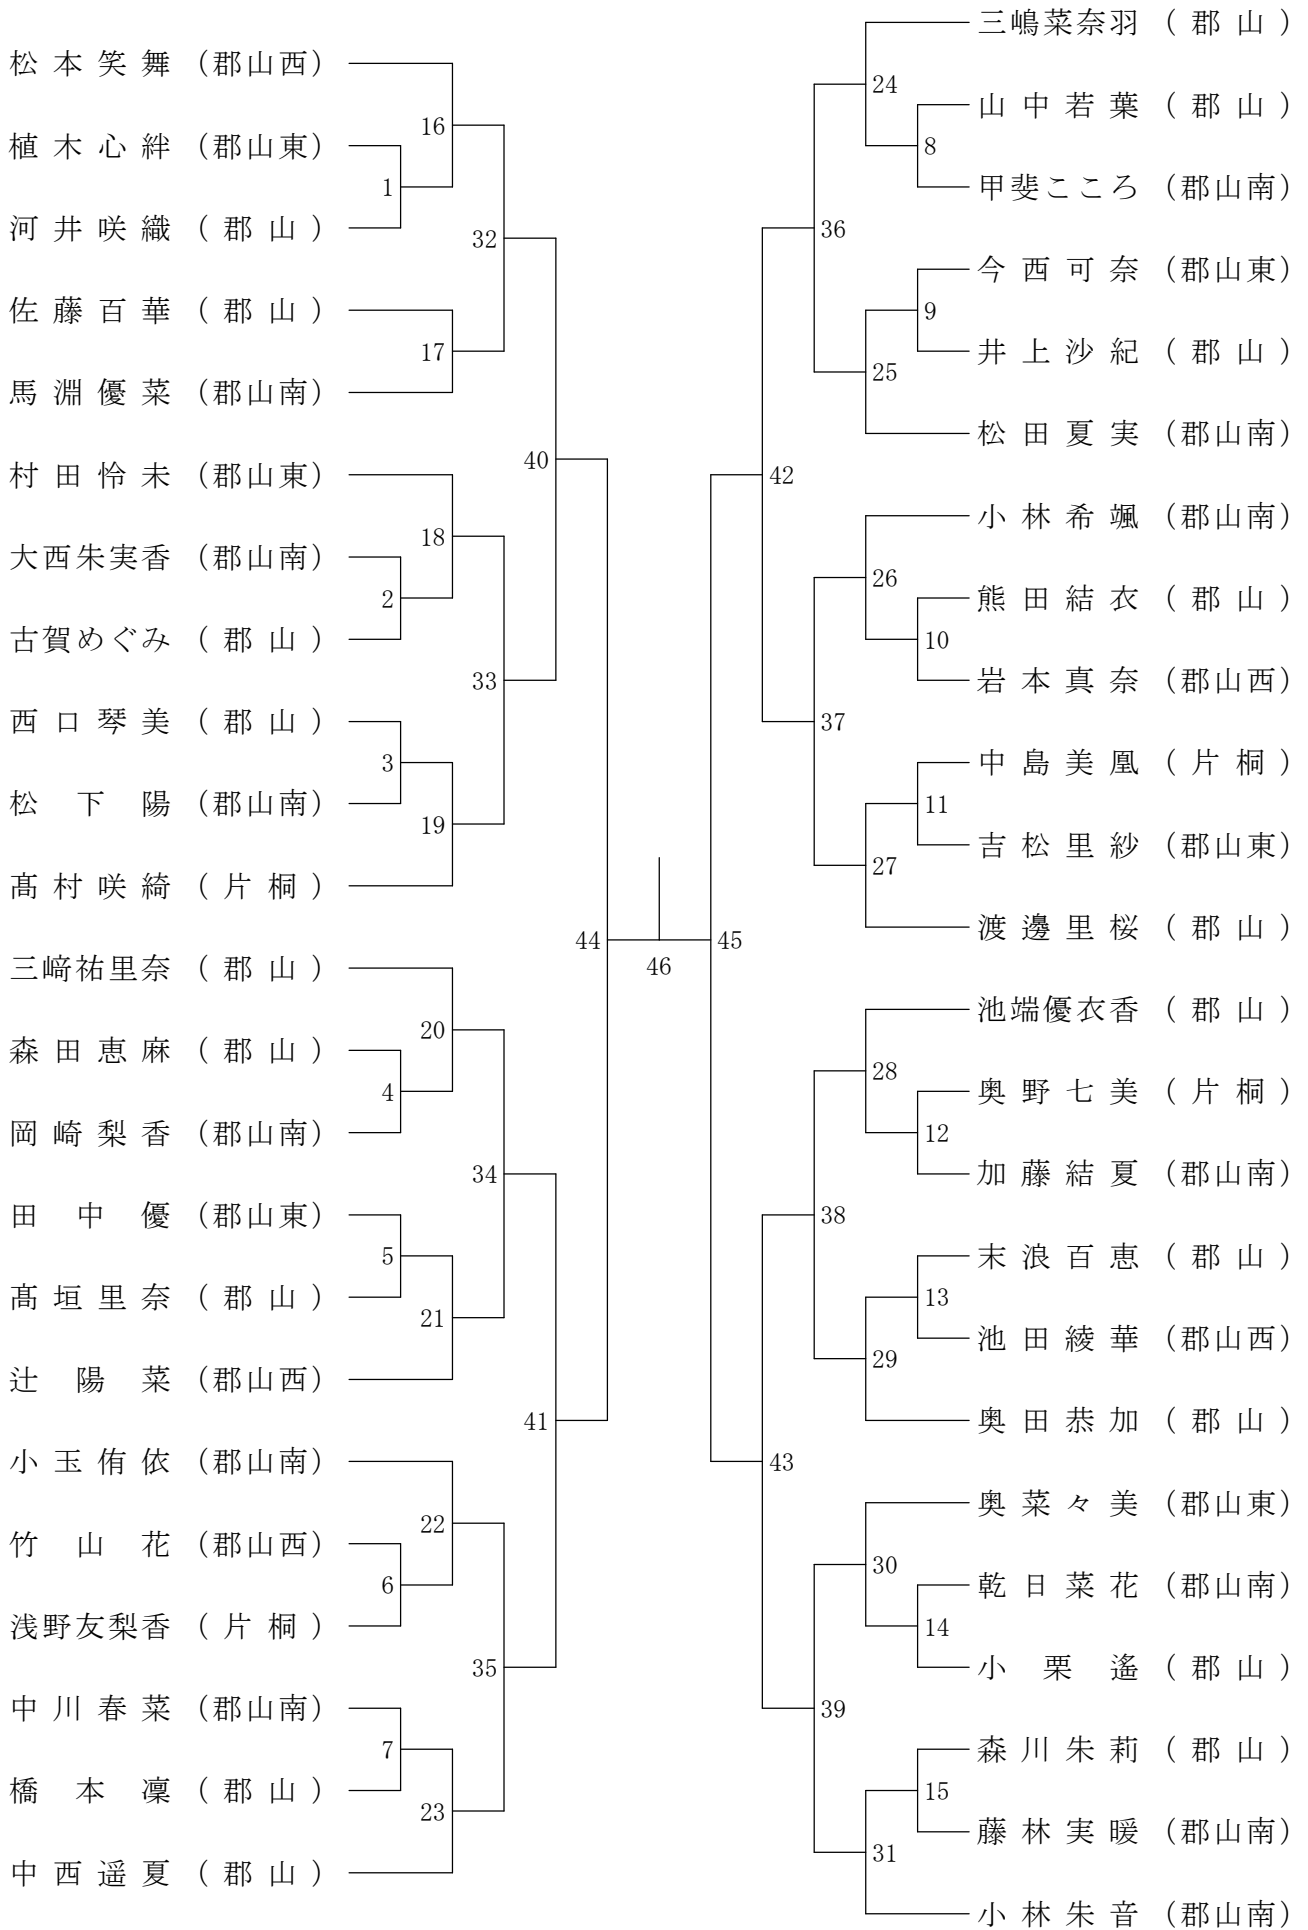 松本笑舞 (郡山西)
植木心絆 (郡山東)
河井咲織 (郡山)
佐藤百華 (郡山)
馬淵優菜 (郡山南)
村田怜未 (郡山東)
大西朱実香 (郡山南)
古賀めぐみ (郡山)
西口琴美 (郡山)
松下陽 (郡山南)
髙村咲綺 (片桐)
三﨑祐里奈 (郡山)
森田恵麻 (郡山)
岡崎梨香 (郡山南)
田中優 (郡山東)
髙垣里奈 (郡山)
辻陽菜 (郡山西)
小玉侑依 (郡山南)
竹山花 (郡山西)
浅野友梨香 (片桐)
中川春菜 (郡山南)
橋本凜 (郡山)
中西遥夏 (郡山)
1
2
3
4
5
6
7
16
17
18
19
20
21
22
23
32
33
34
35
40
41
44
46
45
42
43
36
37
38
39
24
25
26
27
28
29
30
31
8
9
10
11
12
13
14
15
三嶋菜奈羽 (郡山)
山中若葉 (郡山)
甲斐こころ (郡山南)
今西可奈 (郡山東)
井上沙紀 (郡山)
松田夏実 (郡山南)
小林希颯 (郡山南)
熊田結衣 (郡山)
岩本真奈 (郡山西)
中島美凰 (片桐)
吉松里紗 (郡山東)
渡邊里桜 (郡山)
池端優衣香 (郡山)
奥野七美 (片桐)
加藤結夏 (郡山南)
末浪百恵 (郡山)
池田綾華 (郡山西)
奥田恭加 (郡山)
奥菜々美 (郡山東)
乾日菜花 (郡山南)
小栗遙 (郡山)
森川朱莉 (郡山)
藤林実暖 (郡山南)
小林朱音 (郡山南)